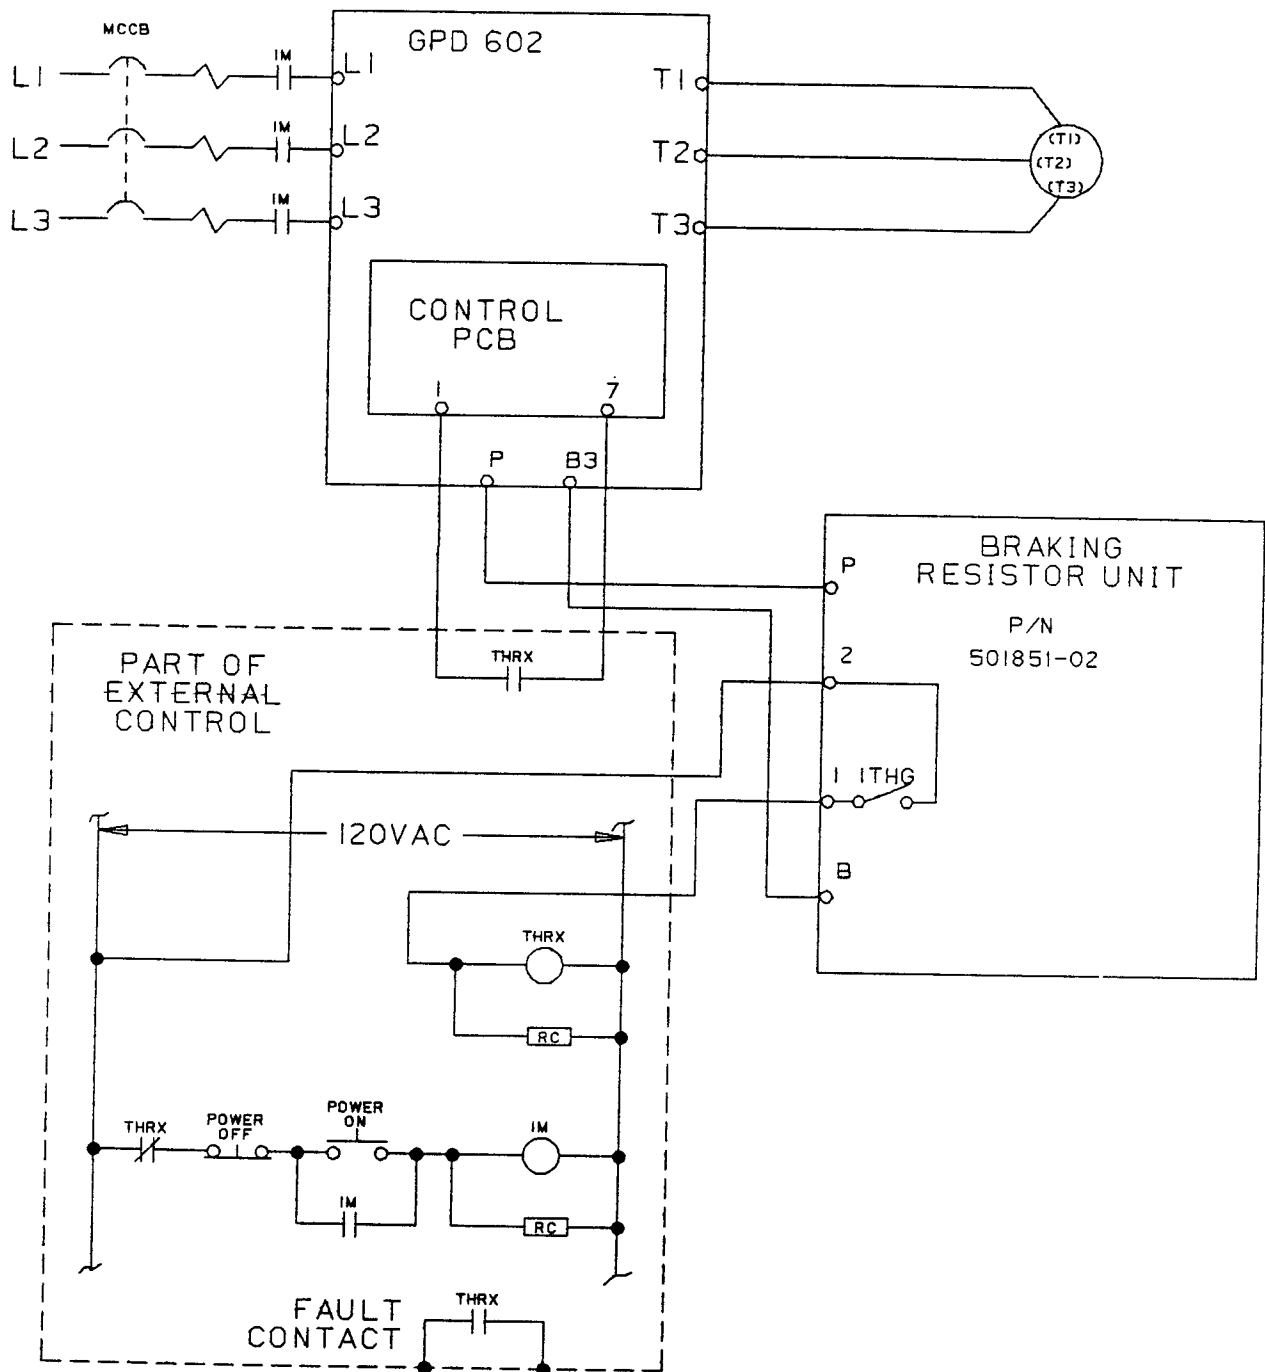 MCCB
GPD 602
L1
1M
L1
T1
(T1)
L2
1M
L2
T2
(T2)
L3
1M
L3
T3
(T3)
CONTROL
PCB
1
7
P
B3
BRAKING
RESISTOR UNIT
P/N
501851-02
P
2
1
1THG
B
PART OF
EXTERNAL
CONTROL
THRX
120VAC
THRX
RC
THRX
POWER
OFF
POWER
ON
1M
1M
RC
FAULT
CONTACT
THRX